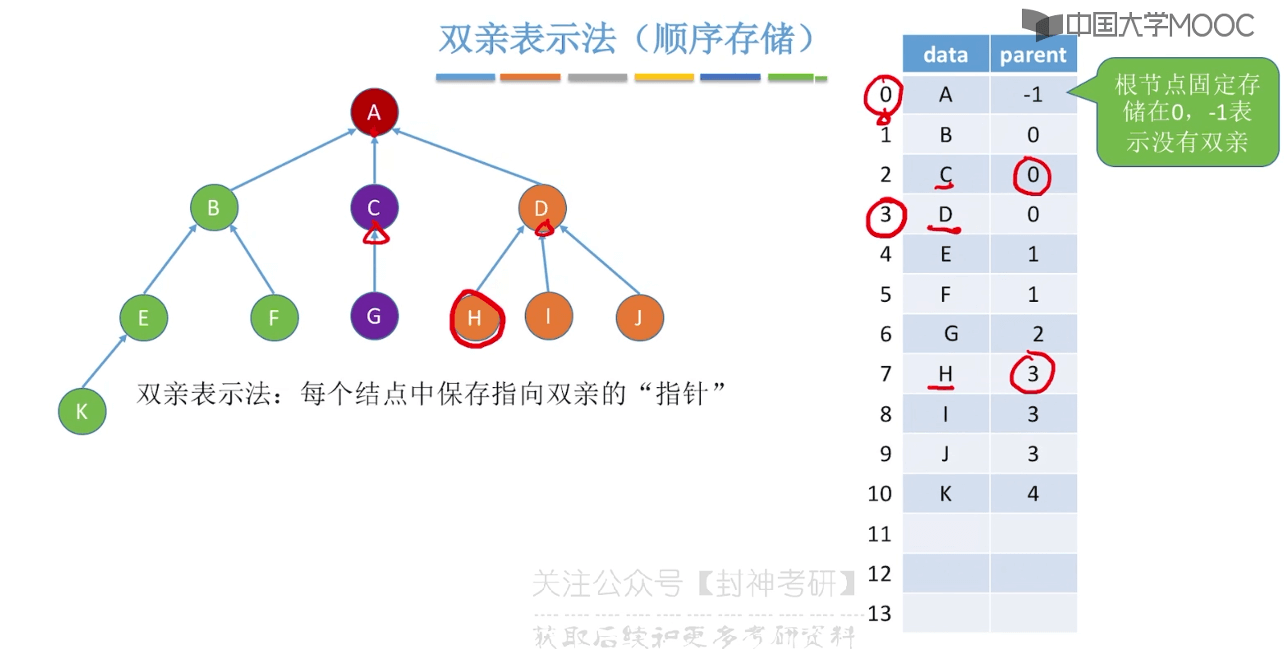 中国大学MOOC
双亲表示法（顺序存储）
data parent
0 A -1
1 B 0
2 C 0
3 D 0
4 E 1
5 F 1
6 G 2
7 H 3
8 I 3
9 J 3
10 K 4
11
12
13
根节点固定存
储在0，-1表
示没有双亲
A
B C D
E F G H I J
K
双亲表示法：每个结点中保存指向双亲的“指针”
关注公众号【封神考研】
获取后续和更多考研资料